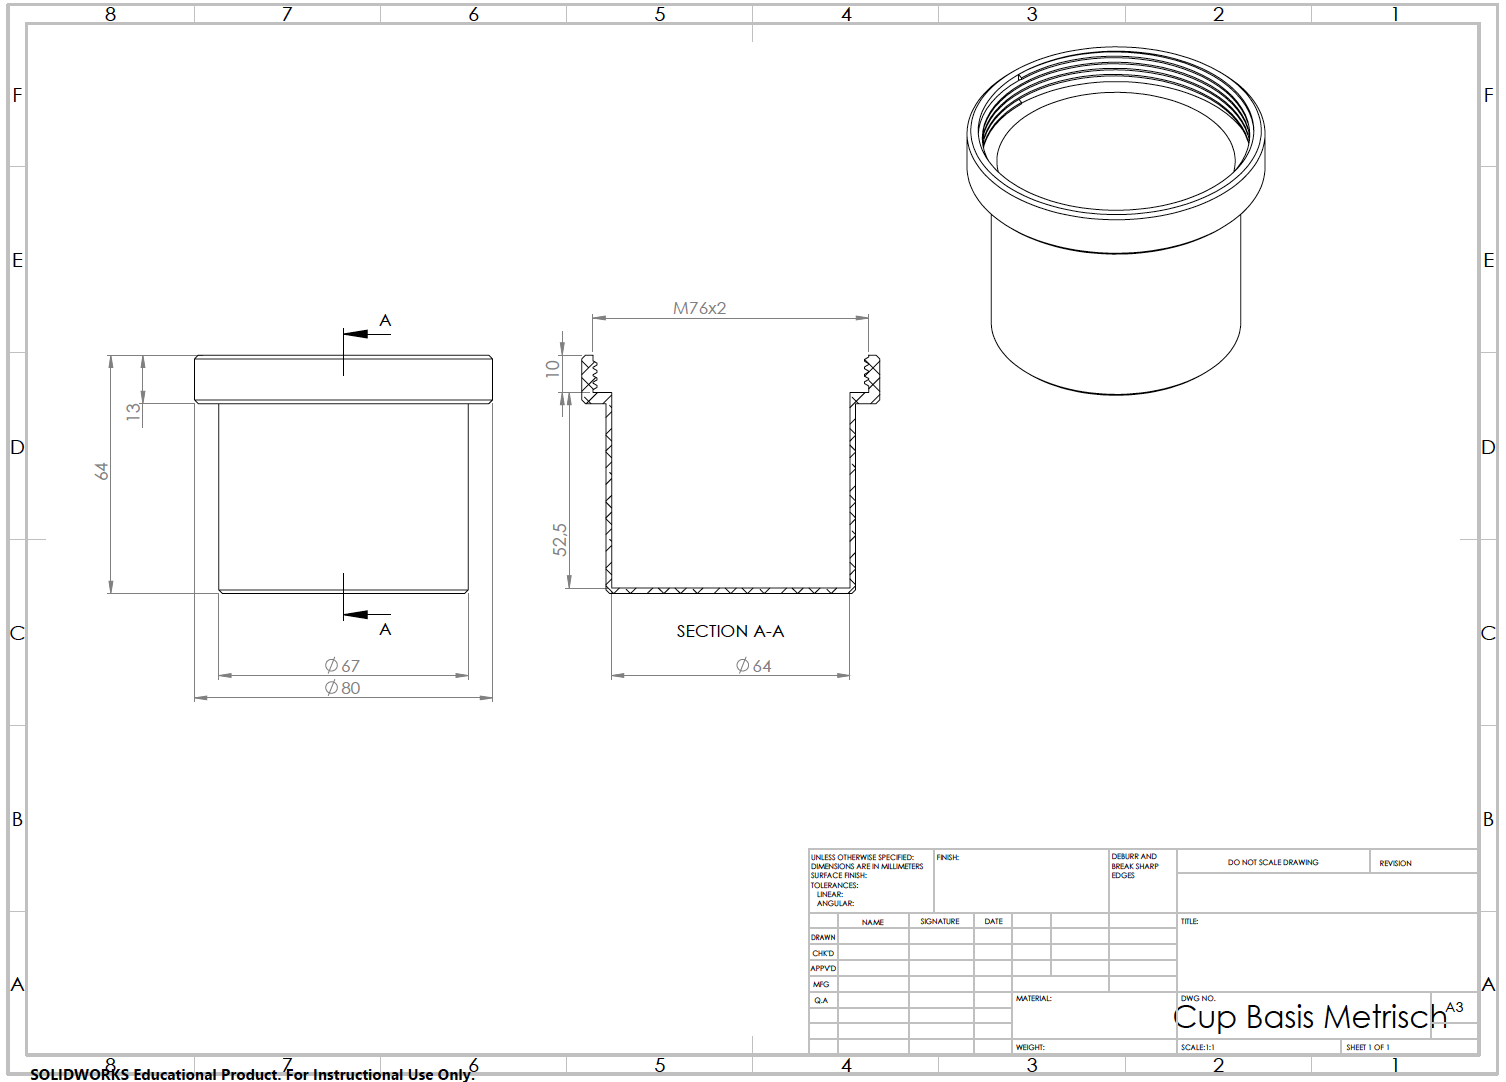 8 7 6 5 4 3 2 1
F F
E E
D D
C C
B B
A A
A
13
64
A
⌀67
⌀80
M76x2
10
52,5
SECTION A-A
⌀64
UNLESS OTHERWISE SPECIFIED:
DIMENSIONS ARE IN MILLIMETERS
SURFACE FINISH:
TOLERANCES:
LINEAR:
ANGULAR:
FINISH:
DEBURR AND
BREAK SHARP
EDGES
DO NOT SCALE DRAWING
REVISION
NAME SIGNATURE DATE
DRAWN
CHK'D
APPV'D
MFG
Q.A
TITLE:
MATERIAL:
DWG NO.
Cup Basis Metrisch
A3
WEIGHT:
SCALE:1:1
SHEET 1 OF 1
8 7 6 5 4 3 2 1
SOLIDWORKS Educational Product. For Instructional Use Only.